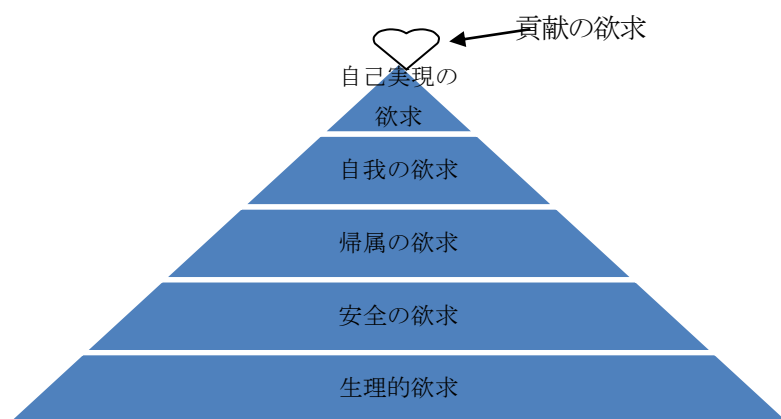 貢献の欲求
自己実現の
欲求
自我の欲求
帰属の欲求
安全の欲求
生理的欲求